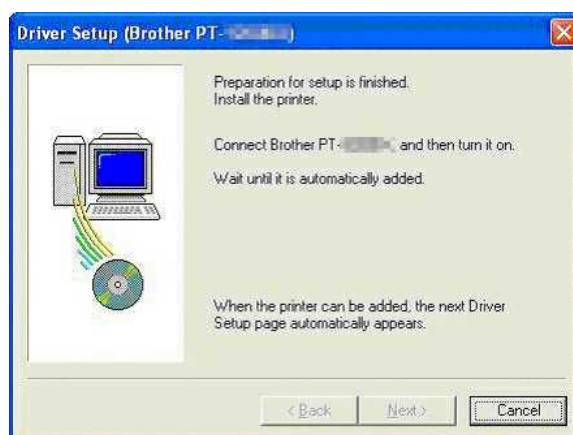 Driver Setup (Brother PT-
Preparation for setup is finished.
Install the printer.
Connect Brother PT- , and then turn it on.
Wait until it is automatically added.
When the printer can be added, the next Driver
Setup page automatically appears.
< Back Next > Cancel